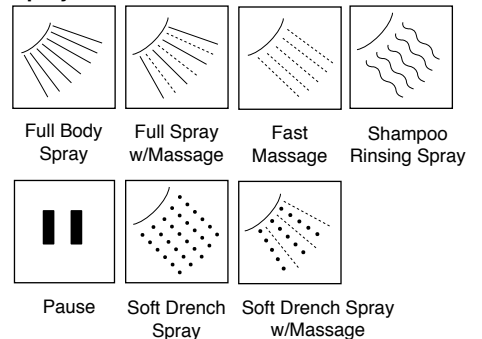 Full Body
Spray
Full Spray
w/Massage
Fast
Massage
Shampoo
Rinsing Spray
Pause
Soft Drench
Spray
Soft Drench Spray
w/Massage